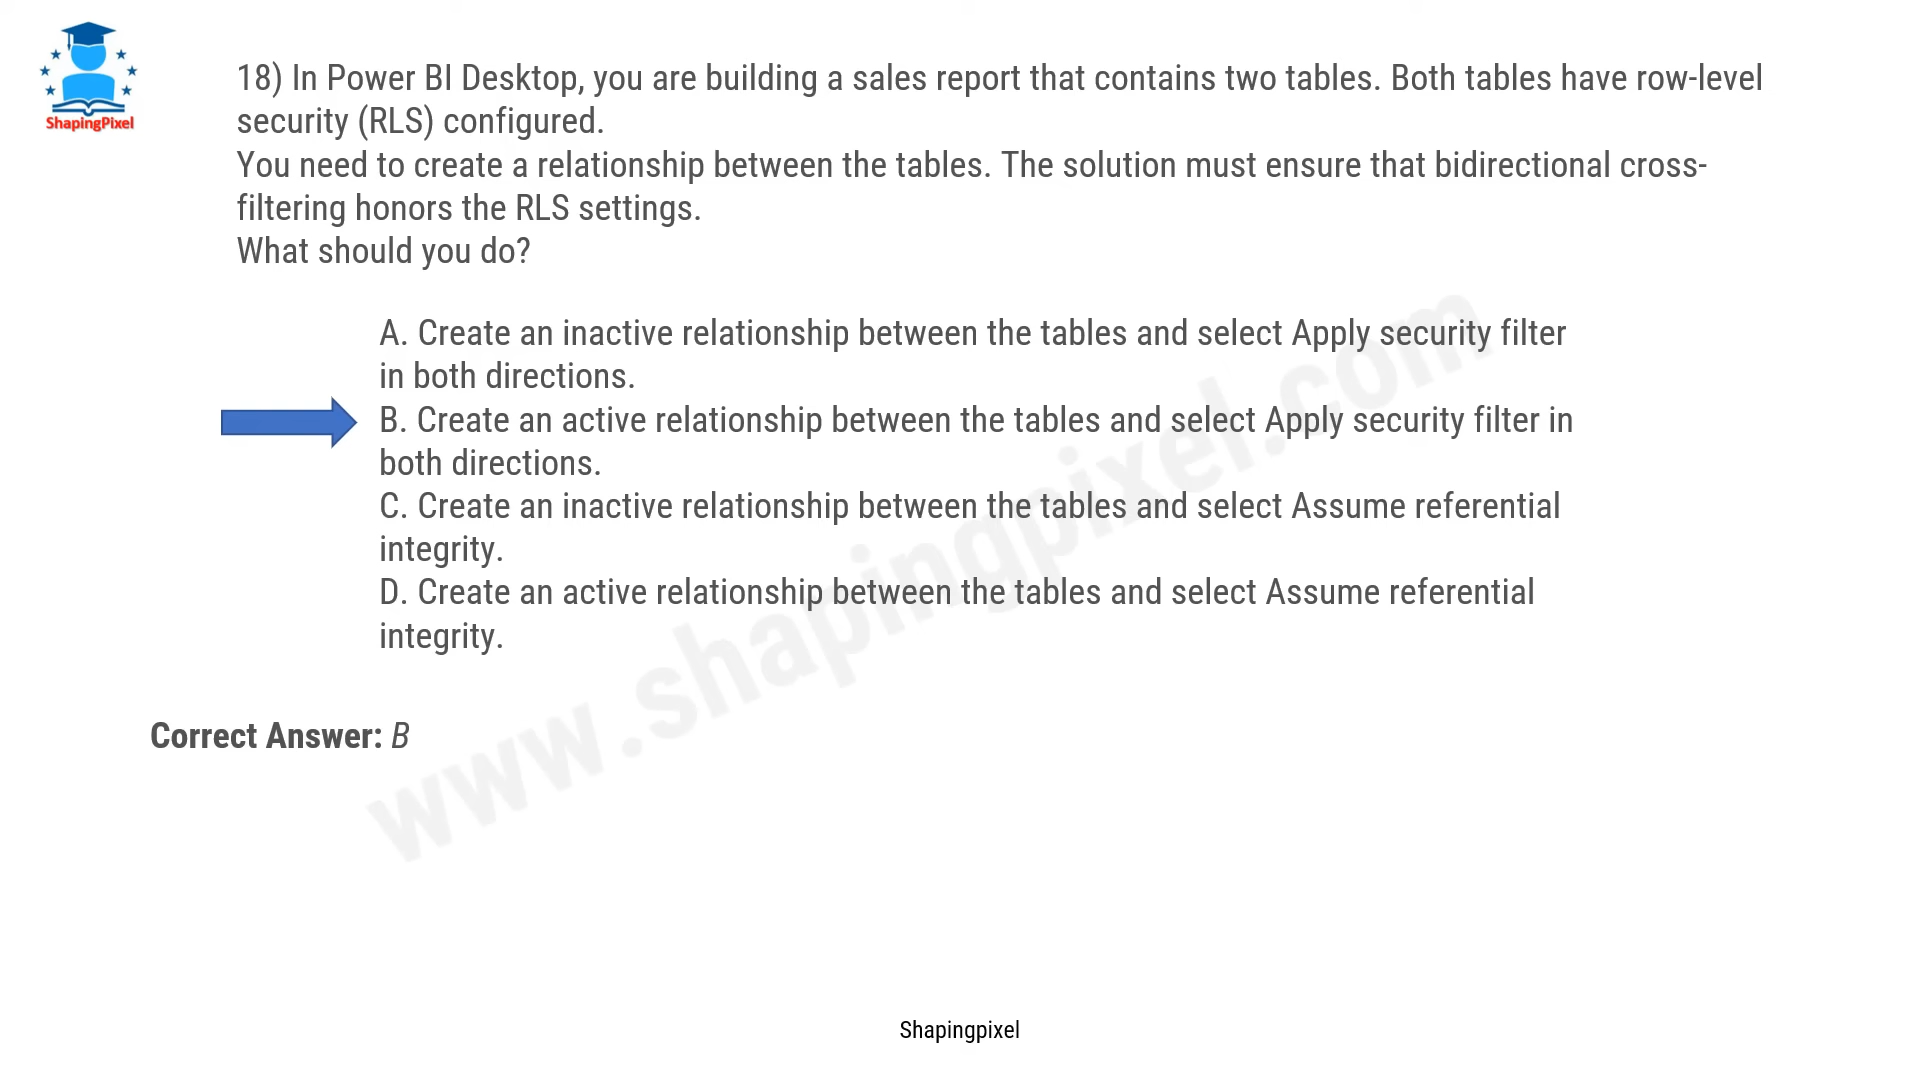 ShapingPixel
18) In Power BI Desktop, you are building a sales report that contains two tables. Both tables have row-level
security (RLS) configured.
You need to create a relationship between the tables. The solution must ensure that bidirectional cross-
filtering honors the RLS settings.
What should you do?
A. Create an inactive relationship between the tables and select Apply security filter
in both directions.
B. Create an active relationship between the tables and select Apply security filter in
both directions.
C. Create an inactive relationship between the tables and select Assume referential
integrity.
D. Create an active relationship between the tables and select Assume referential
integrity.
www.shapingpixel.com
Correct Answer: B
Shapingpixel